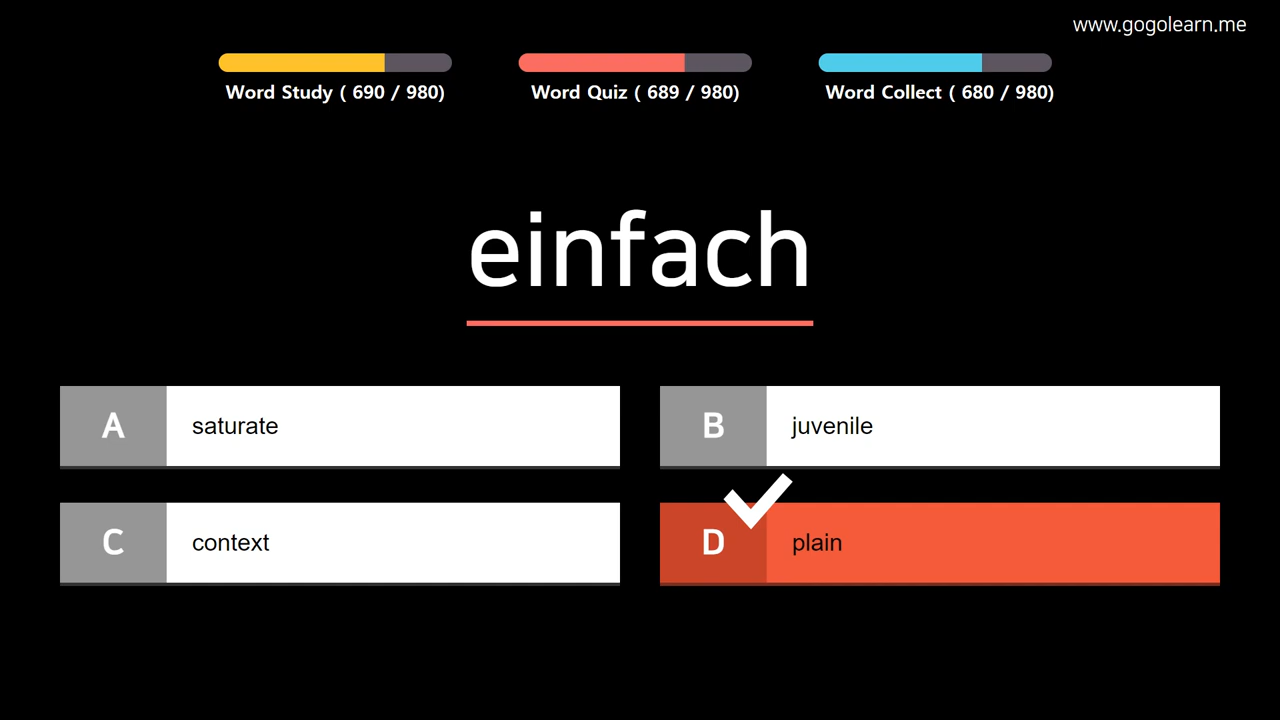 www.gogolearn.me
Word Study ( 690 / 980)
Word Quiz ( 689 / 980)
Word Collect ( 680 / 980)
einfach
A saturate
B juvenile
C context
D plain